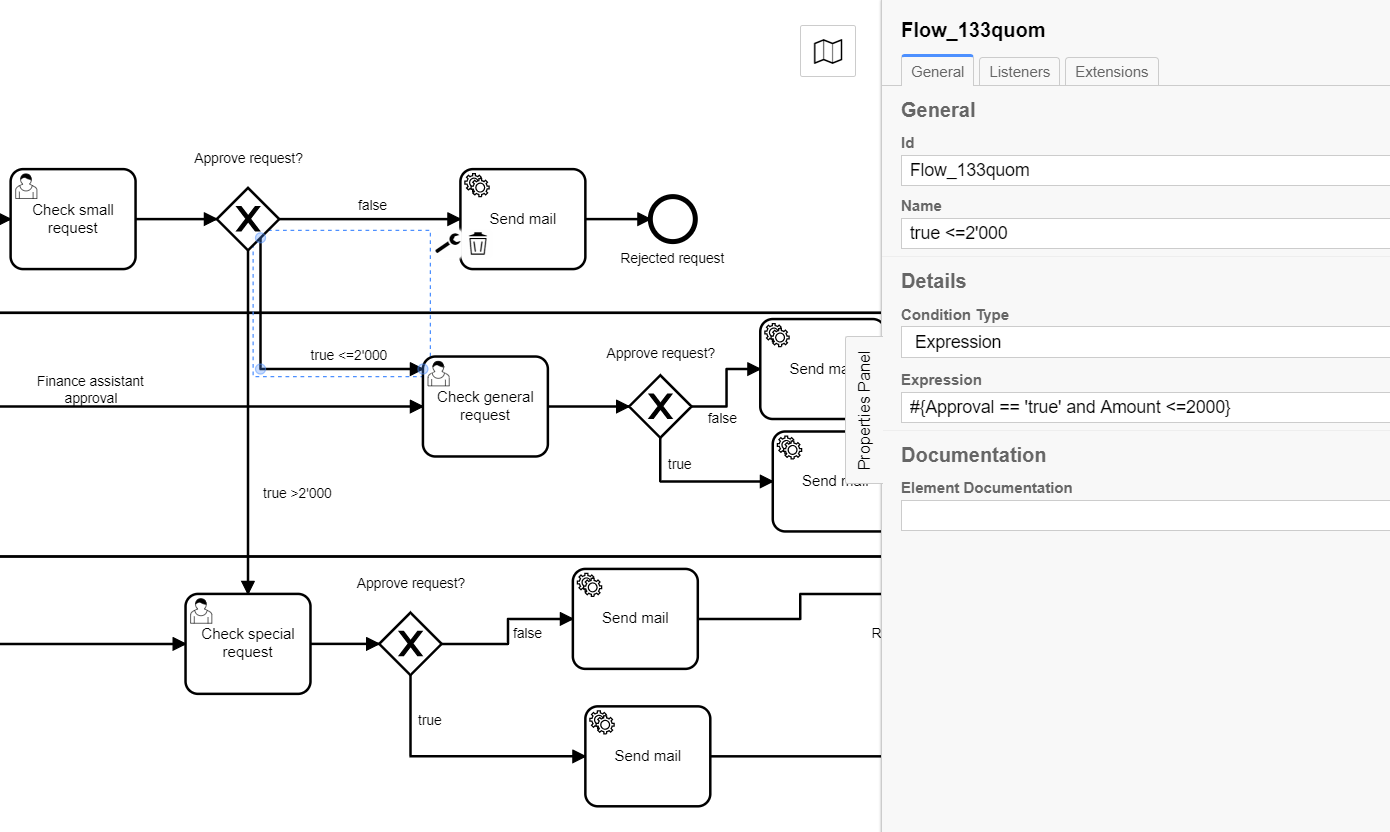 Approve request?
Check small
request
false
Send mail
Rejected request
true <=2'000
Finance assistant
approval
Check general
request
Approve request?
false
true
Send ma
Send mail
true >2'000
Check special
request
Approve request?
false
true
Send mail
Send mail
R
Properties Panel
Flow_133quom
General
Listeners
Extensions
General
Id
Flow_133quom
Name
true <=2'000
Details
Condition Type
Expression
Expression
#{Approval == 'true' and Amount <=2000}
Documentation
Element Documentation